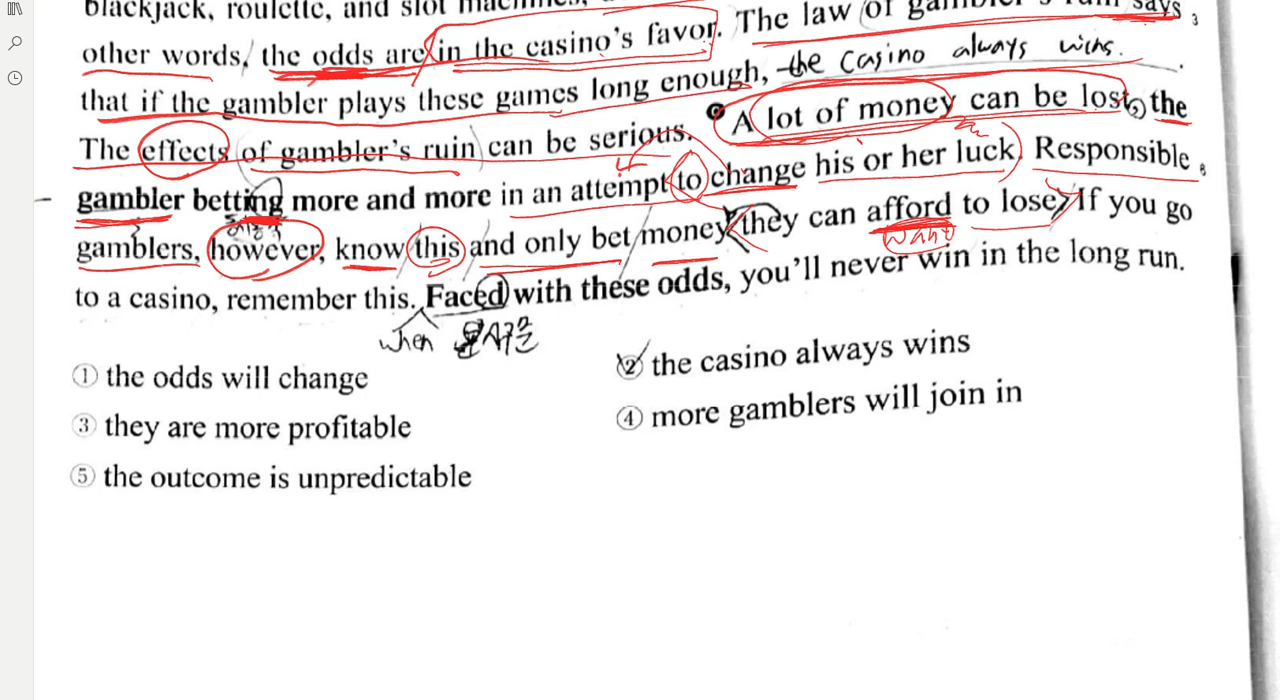 blackjack, roulette, and slot
other words, the odds are in the casino's favor. The law of gambler's ruin says
that if the gambler plays these games long enough, the casino always wins.
The effects of gambler's ruin can be serious. A lot of money can be lost, the
gambler betting more and more in an attempt to change his or her luck. Responsible
gamblers, however, know this and only bet money they can afford to lose. If you go
want
to a casino, remember this. Faced with these odds, you'll never win in the long run.
when 분사구문
① the odds will change
② the casino always wins
③ they are more profitable
④ more gamblers will join in
⑤ the outcome is unpredictable